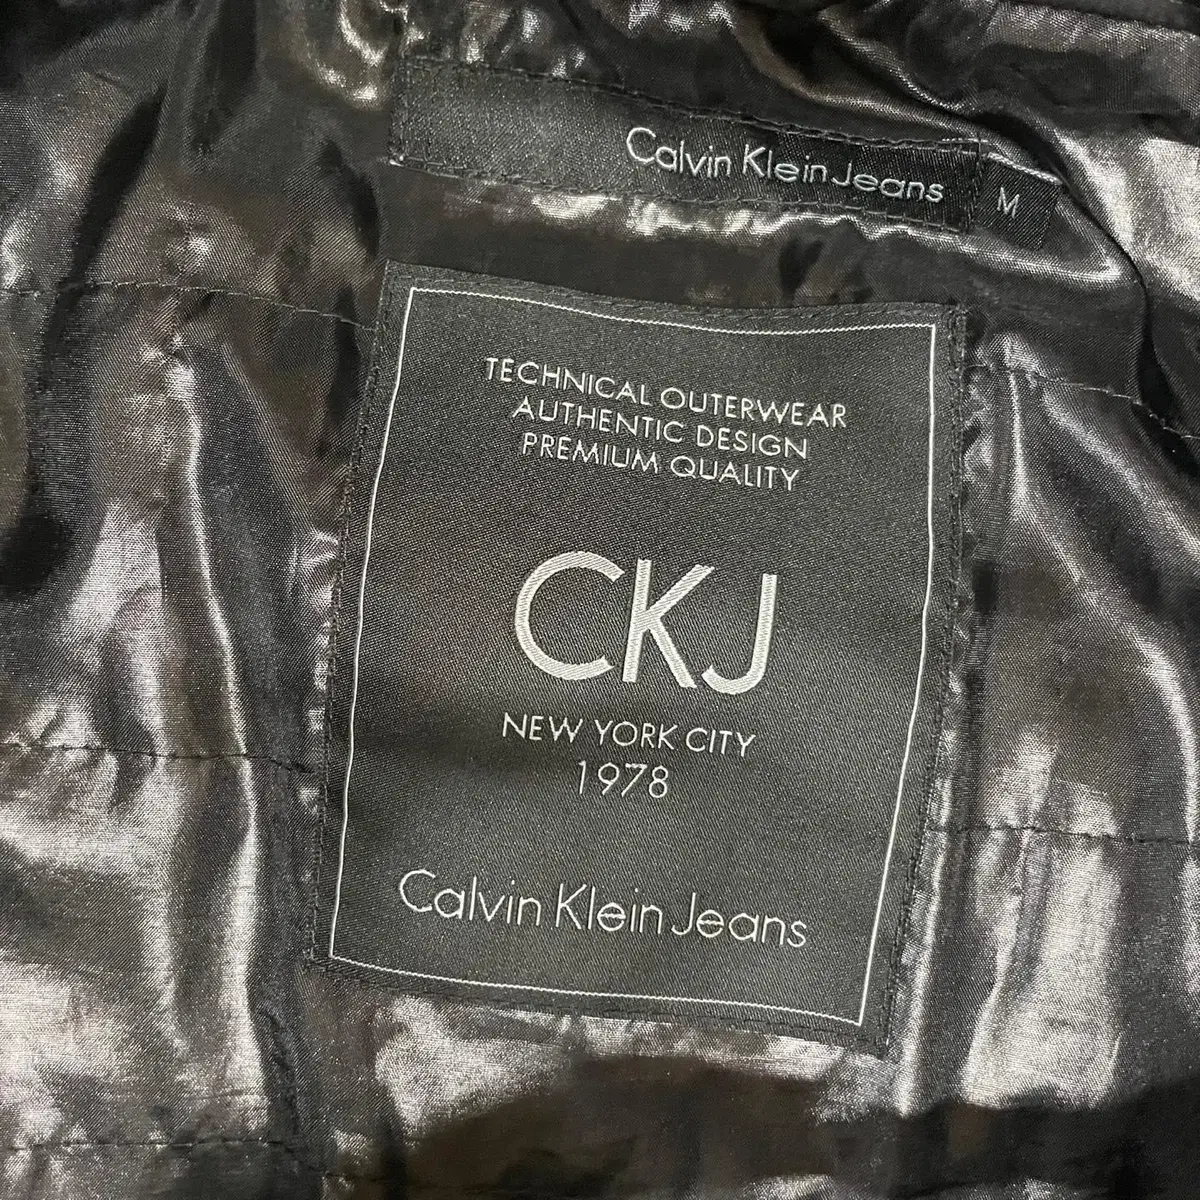 Calvin Klein Jeans M
TECHNICAL OUTERWEAR
AUTHENTIC DESIGN
PREMIUM QUALITY
CKJ
NEW YORK CITY
1978
Calvin Klein Jeans